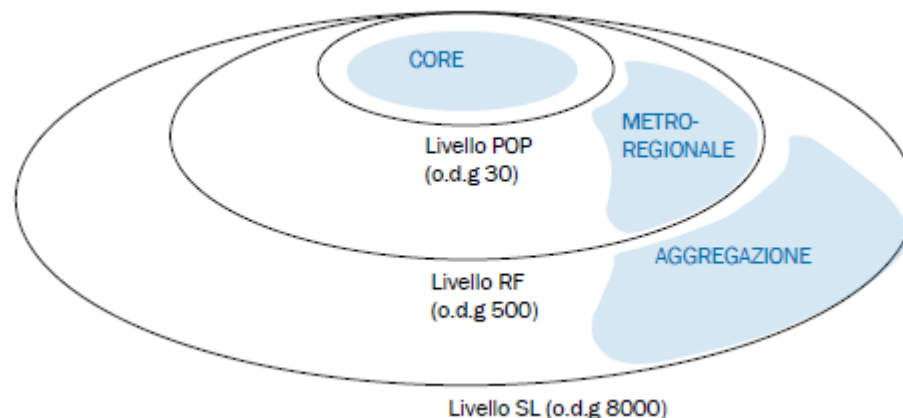 CORE
Livello POP
(o.d.g 30)
METRO-
REGIONALE
AGGREGAZIONE
Livello RF
(o.d.g 500)
Livello SL (o.d.g 8000)